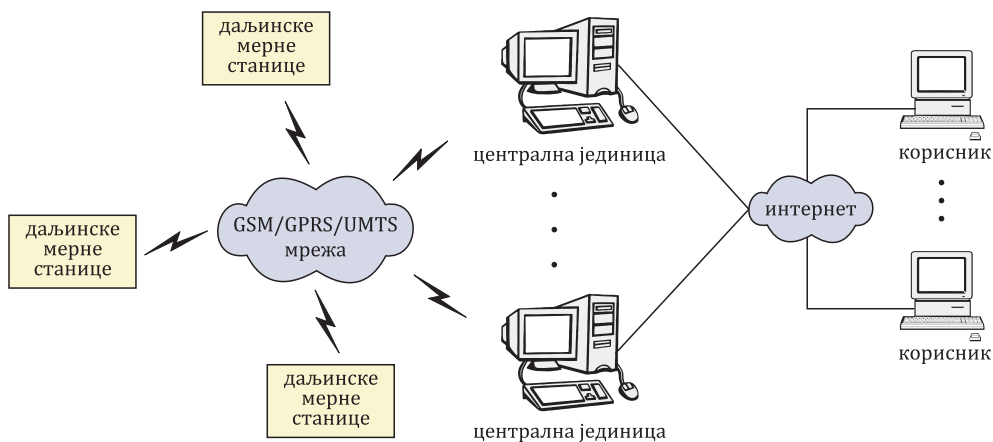 даљинске
мерне
станице
даљинске
мерне
станице
GSM/GPRS/UMTS
мрежа
даљинске
мерне
станице
централна јединица
централна јединица
интернет
корисник
корисник